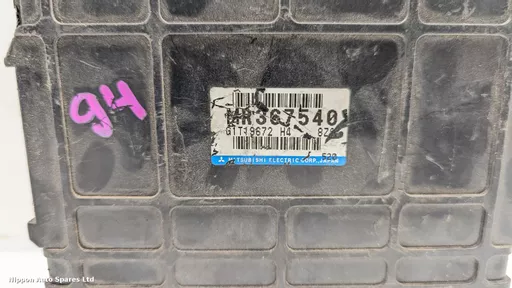 94
MR367540
G1T19672 H4
MITSUBISHI ELECTRIC CORP. JAPAN
Nippon Auto Spares Ltd